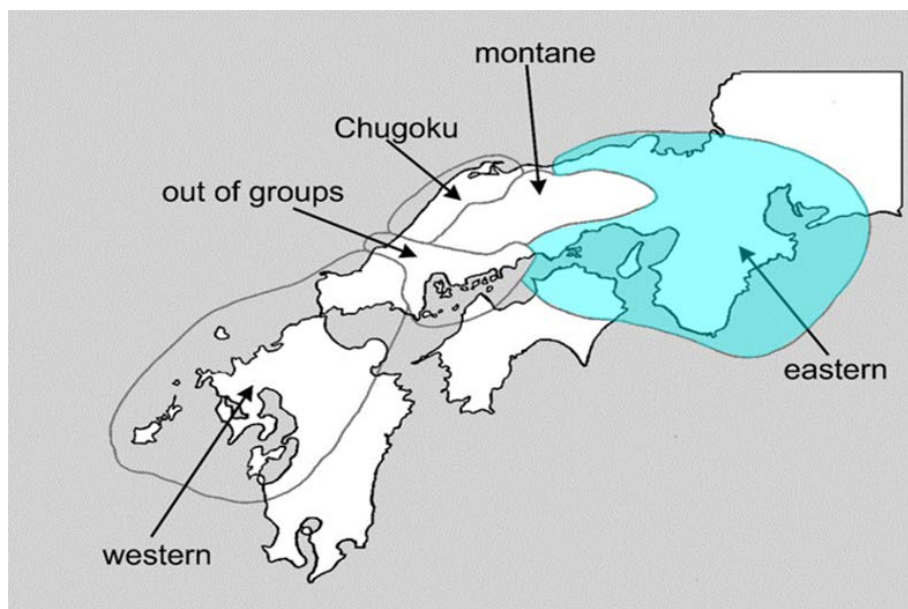 montane
Chugoku
out of groups
eastern
western